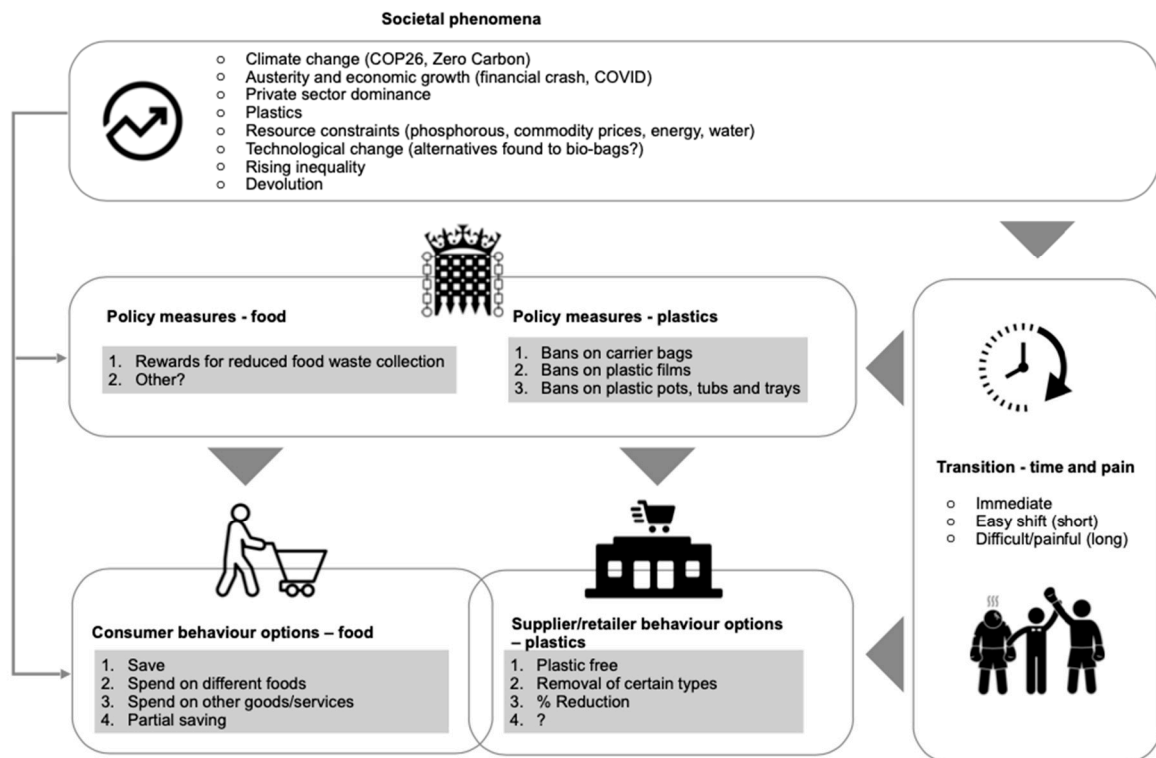 Societal phenomena
○ Climate change (COP26, Zero Carbon)
○ Austerity and economic growth (financial crash, COVID)
○ Private sector dominance
○ Plastics
○ Resource constraints (phosphorous, commodity prices, energy, water)
○ Technological change (alternatives found to bio-bags?)
○ Rising inequality
○ Devolution
Policy measures - food
1. Rewards for reduced food waste collection
2. Other?
Policy measures - plastics
1. Bans on carrier bags
2. Bans on plastic films
3. Bans on plastic pots, tubs and trays
Transition - time and pain
○ Immediate
○ Easy shift (short)
○ Difficult/painful (long)
Consumer behaviour options – food
1. Save
2. Spend on different foods
3. Spend on other goods/services
4. Partial saving
Supplier/retailer behaviour options
– plastics
1. Plastic free
2. Removal of certain types
3. % Reduction
4. ?